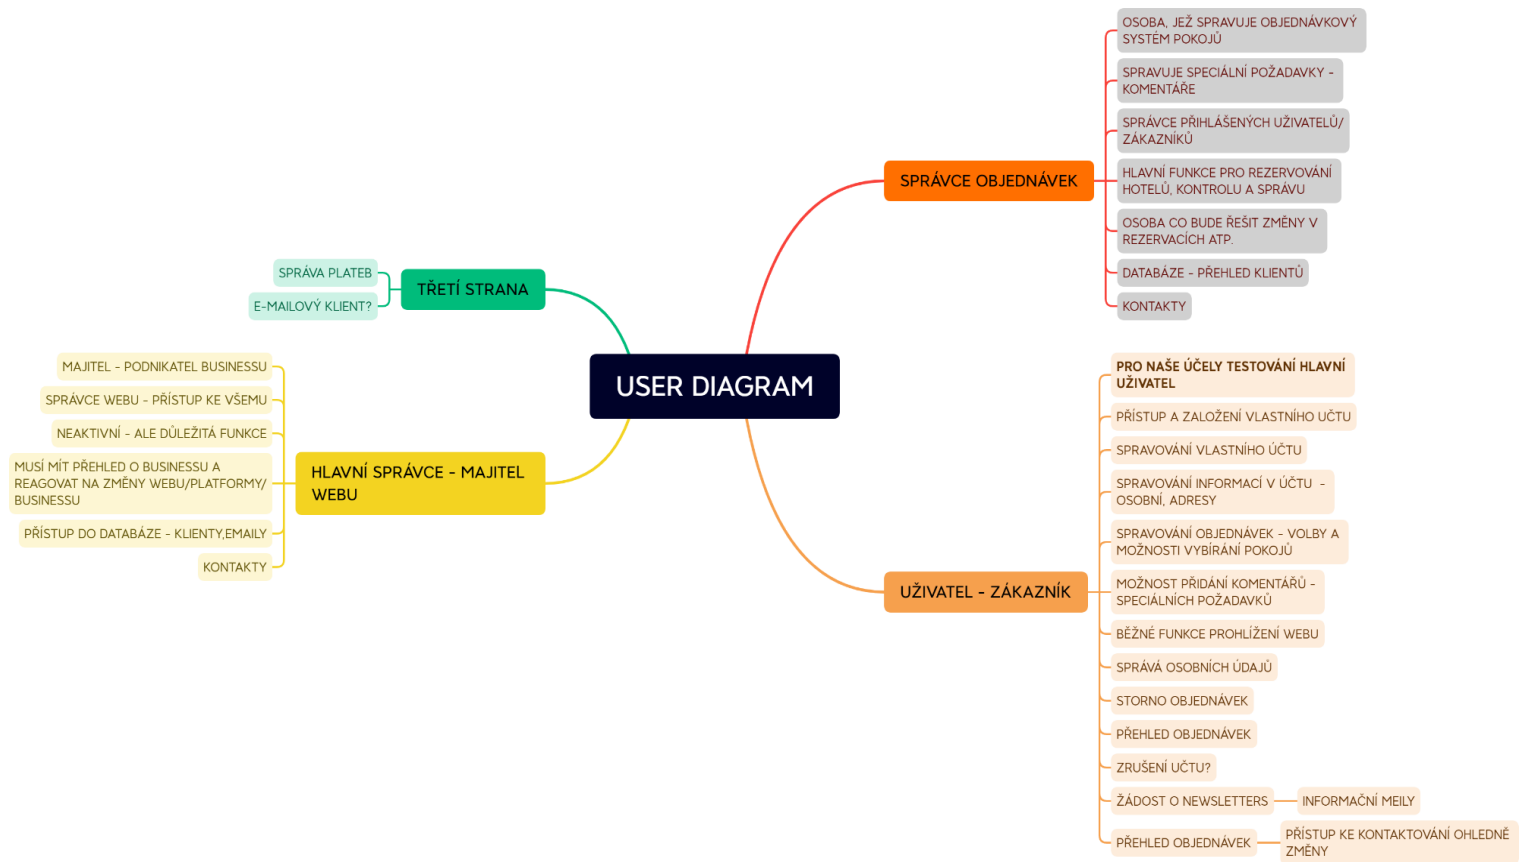 USER DIAGRAM
SPRÁVCE OBJEDNÁVEK
OSOBA, JEŽ SPRAVUJE OBJEDNÁVKOVÝ
SYSTÉM POKOJŮ
SPRAVUJE SPECIÁLNÍ POŽADAVKY -
KOMENTÁŘE
SPRÁVCE PŘIHLÁŠENÝCH UŽIVATELŮ/
ZÁKAZNÍKŮ
HLAVNÍ FUNKCE PRO REZERVOVÁNÍ
HOTELŮ, KONTROLU A SPRÁVU
OSOBA CO BUDE ŘEŠIT ZMĚNY V
REZERVACÍCH ATP.
DATABÁZE - PŘEHLED KLIENTŮ
KONTAKTY
UŽIVATEL - ZÁKAZNÍK
PRO NAŠE ÚČELY TESTOVÁNÍ HLAVNÍ
UŽIVATEL
PŘÍSTUP A ZALOŽENÍ VLASTNÍHO UČTU
SPRAVOVÁNÍ VLASTNÍHO ÚČTU
SPRAVOVÁNÍ INFORMACÍ V ÚČTU -
OSOBNÍ, ADRESY
SPRAVOVÁNÍ OBJEDNÁVEK - VOLBY A
MOŽNOSTI VYBÍRÁNÍ POKOJŮ
MOŽNOST PŘIDÁNÍ KOMENTÁŘŮ -
SPECIÁLNÍCH POŽADAVKŮ
BĚŽNÉ FUNKCE PROHLÍŽENÍ WEBU
SPRÁVÁ OSOBNÍCH ÚDAJŮ
STORNO OBJEDNÁVEK
PŘEHLED OBJEDNÁVEK
ZRUŠENÍ UČTU?
ŽÁDOST O NEWSLETTERS
INFORMAČNÍ MEILY
PŘEHLED OBJEDNÁVEK
PŘÍSTUP KE KONTAKTOVÁNÍ OHLEDNĚ
ZMĚNY
TŘETÍ STRANA
SPRÁVA PLATEB
E-MAILOVÝ KLIENT?
HLAVNÍ SPRÁVCE - MAJITEL
WEBU
MAJITEL - PODNIKATEL BUSINESSU
SPRÁVCE WEBU - PŘÍSTUP KE VŠEMU
NEAKTIVNÍ - ALE DŮLEŽITÁ FUNKCE
MUSÍ MÍT PŘEHLED O BUSINESSU A
REAGOVAT NA ZMĚNY WEBU/PLATFORMY/
BUSINESSU
PŘÍSTUP DO DATABÁZE - KLIENTY,EMAILY
KONTAKTY